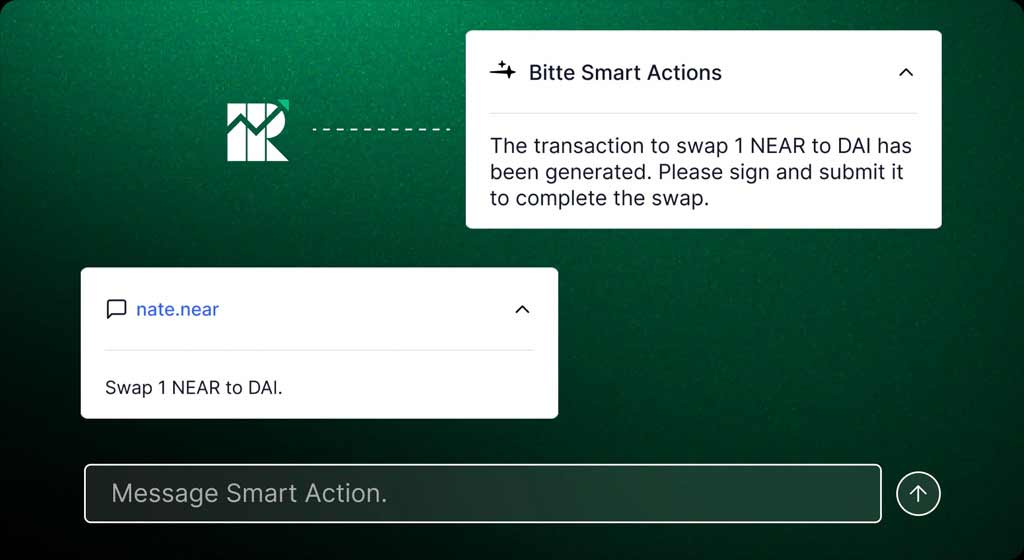 Bitte Smart Actions
The transaction to swap 1 NEAR to DAI has
been generated. Please sign and submit it
to complete the swap.
nate.near
Swap 1 NEAR to DAI.
Message Smart Action.